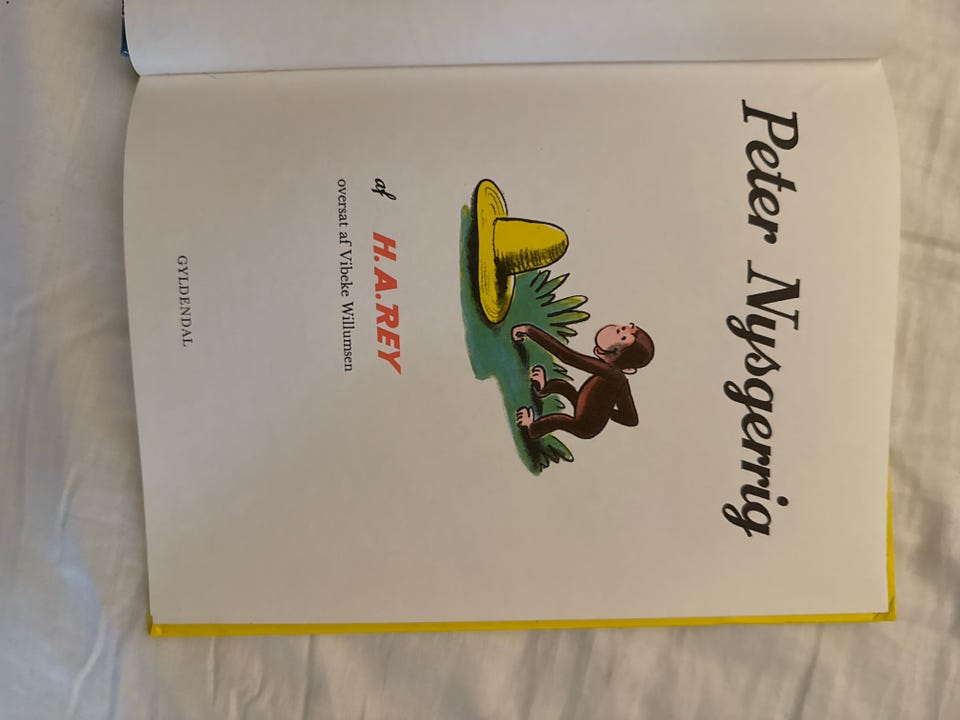 Peter Nysgerrig
af H.A.REY
oversat af Vibeke Willumsen
GYLDENDAL